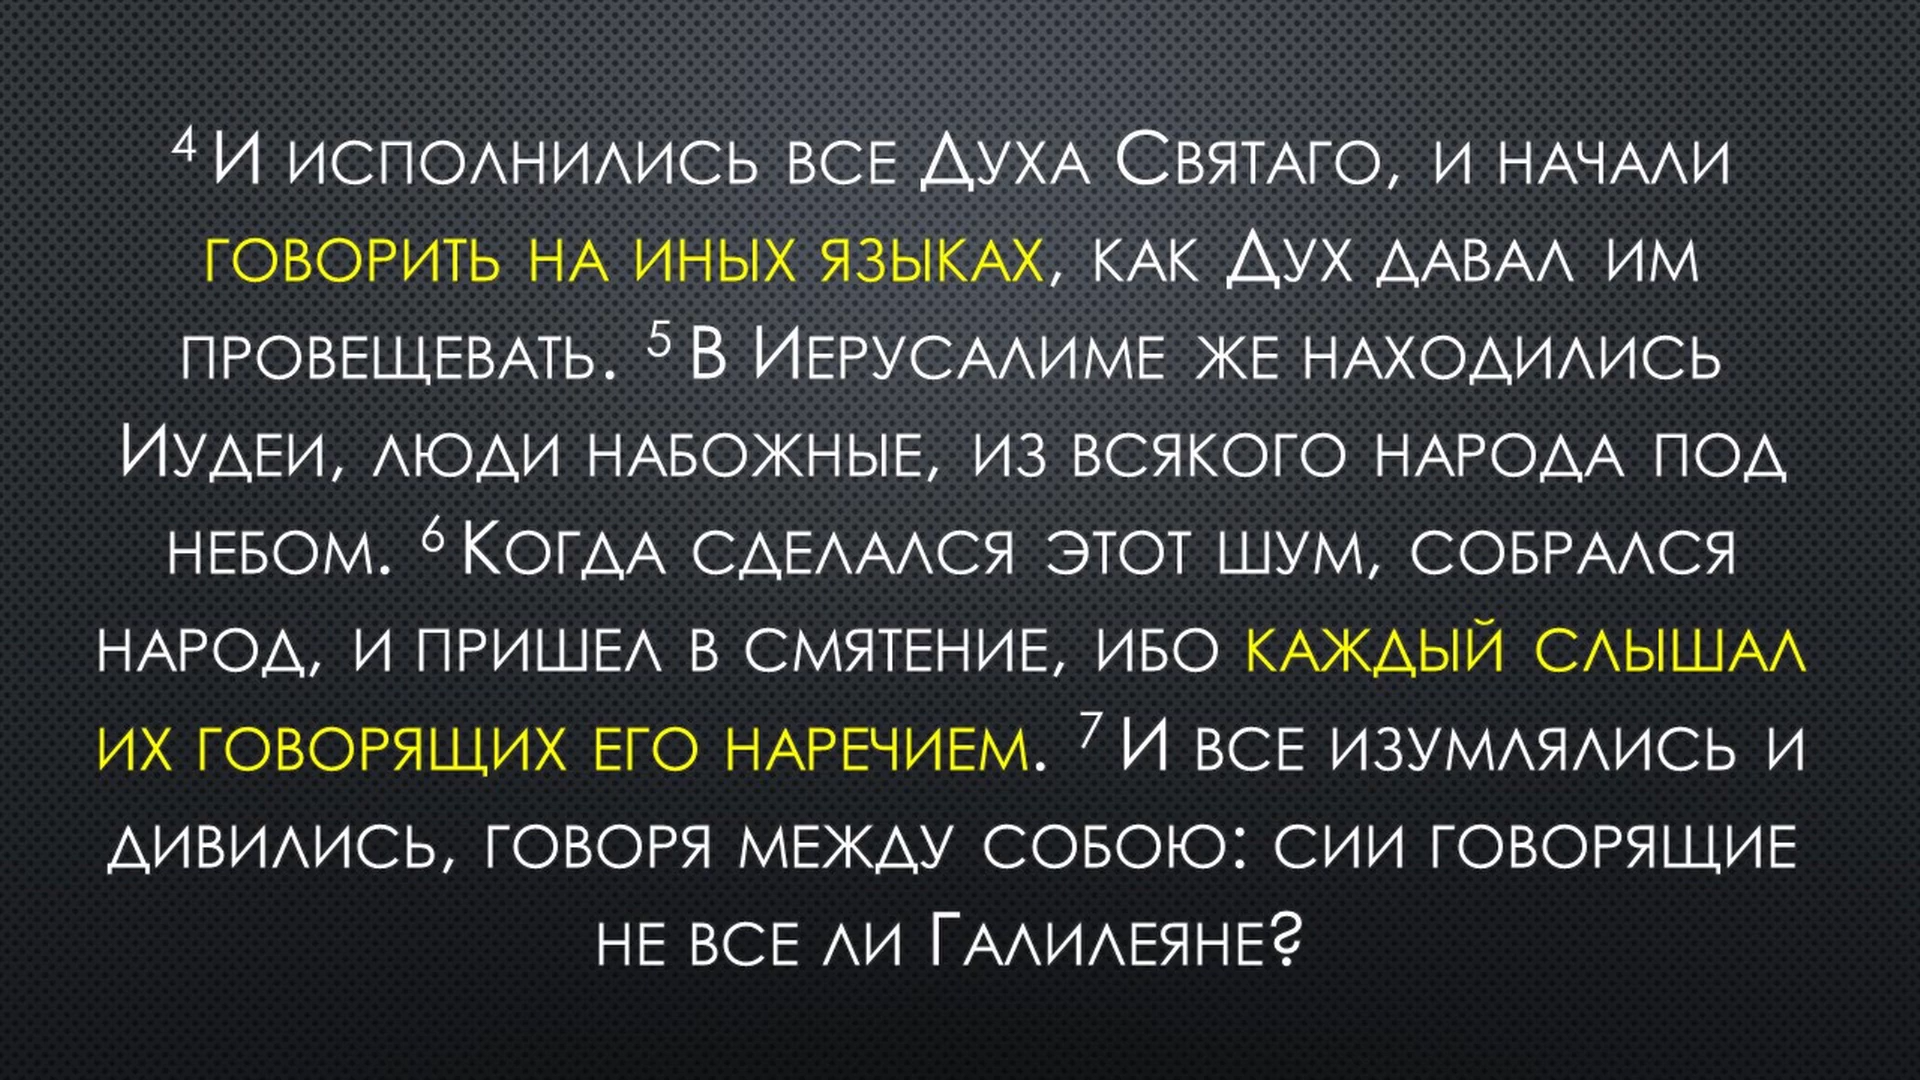 4 И исполнились все Духа Святаго, и начали
говорить на иных языках, как Дух давал им
провещевать. 5 В Иерусалиме же находились
Иудеи, люди набожные, из всякого народа под
небом. 6 Когда сделался этот шум, собрался
народ, и пришел в смятение, ибо каждый слышал
их говорящих его наречием. 7 И все изумлялись и
дивились, говоря между собою: сии говорящие
не все ли Галилеяне?